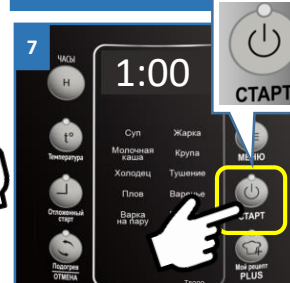 7
ЧАСЫ
Н
1:00
СТАРТ
t°
Температура
Суп Жарка
Молочная каша Крупа
МЕНЮ
Холодец Тушение
Отложенный старт
Плов Варенье
СТАРТ
Варка на пару
Подогрев
ОТМЕНА
Мой рецепт
PLUS